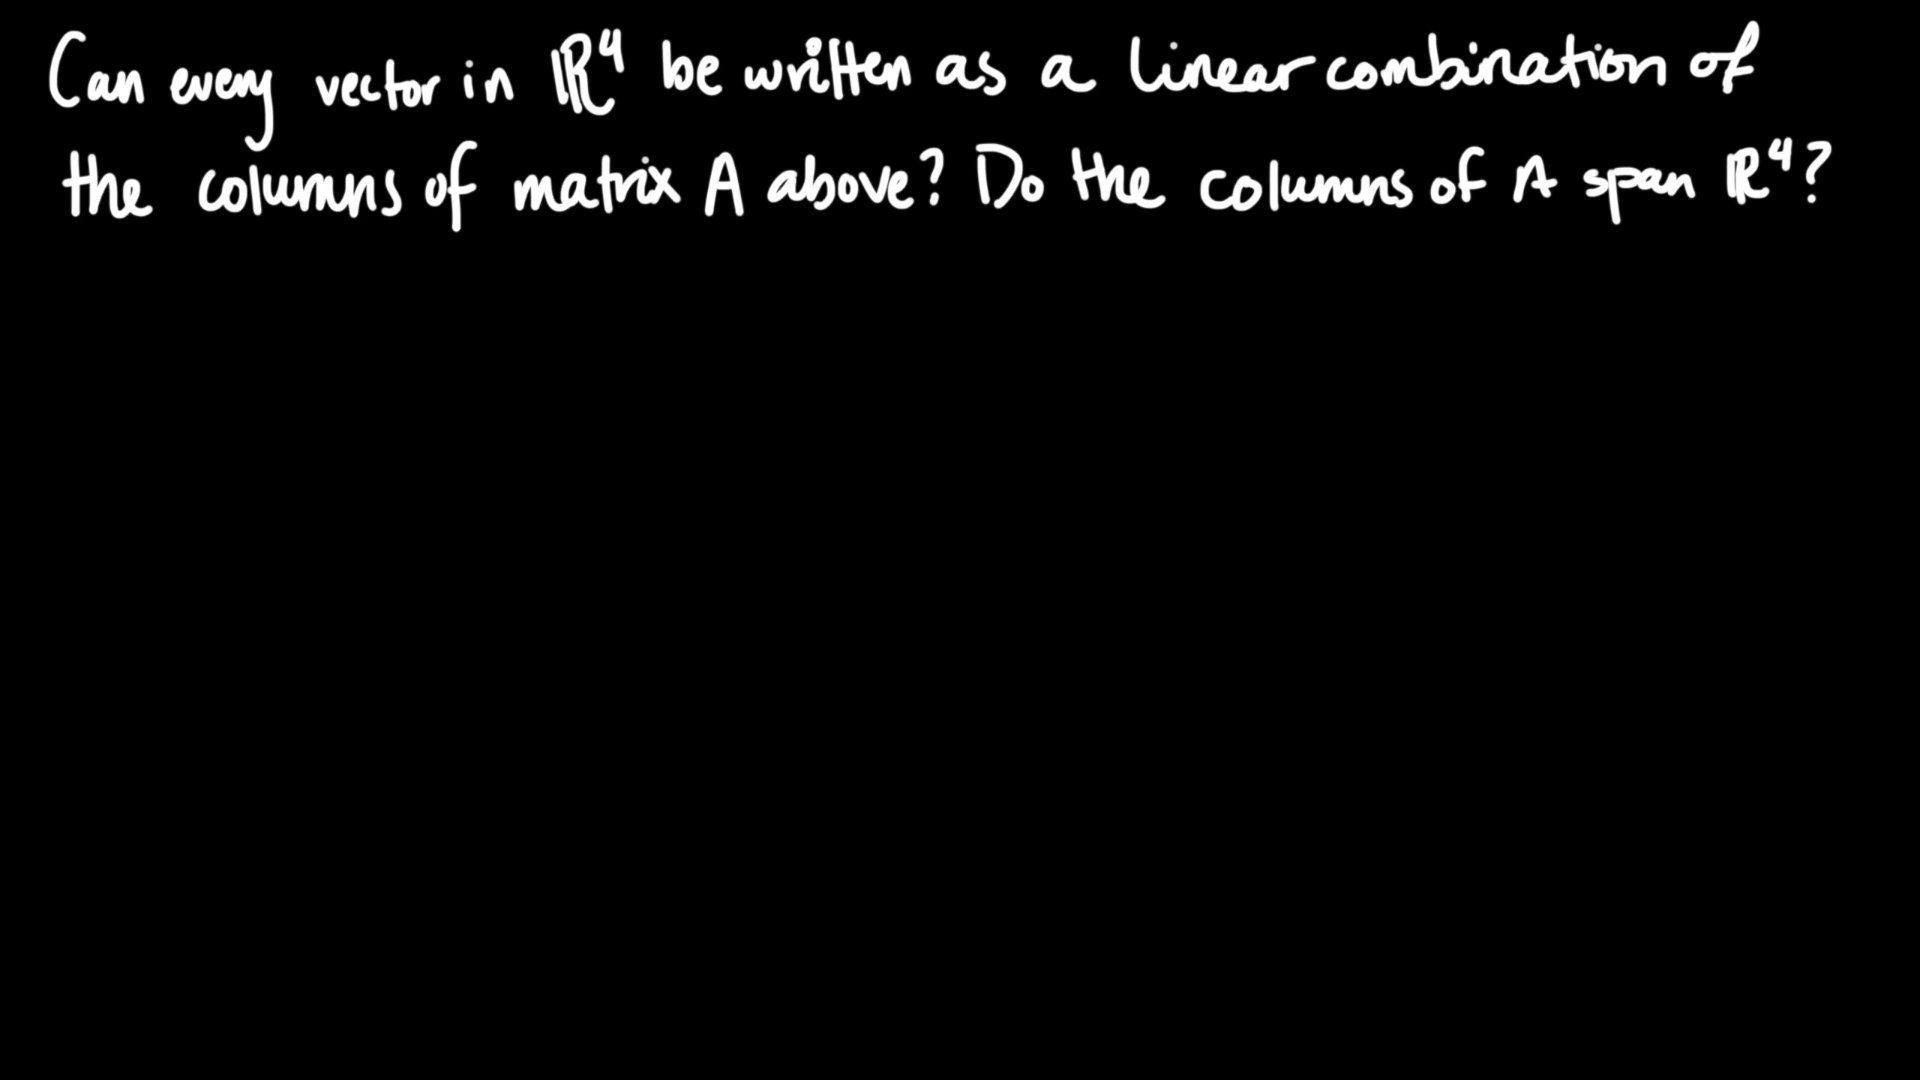 Can every vector in ℝ⁴ be written as a linear combination of
the columns of matrix A above? Do the columns of A span ℝ⁴?